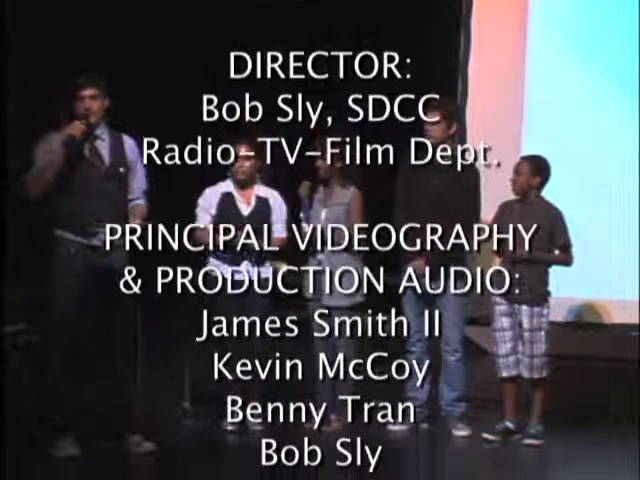 DIRECTOR:
Bob Sly, SDCC
Radio-TV-Film Dept.
PRINCIPAL VIDEOGRAPHY
& PRODUCTION AUDIO:
James Smith II
Kevin McCoy
Benny Tran
Bob Sly